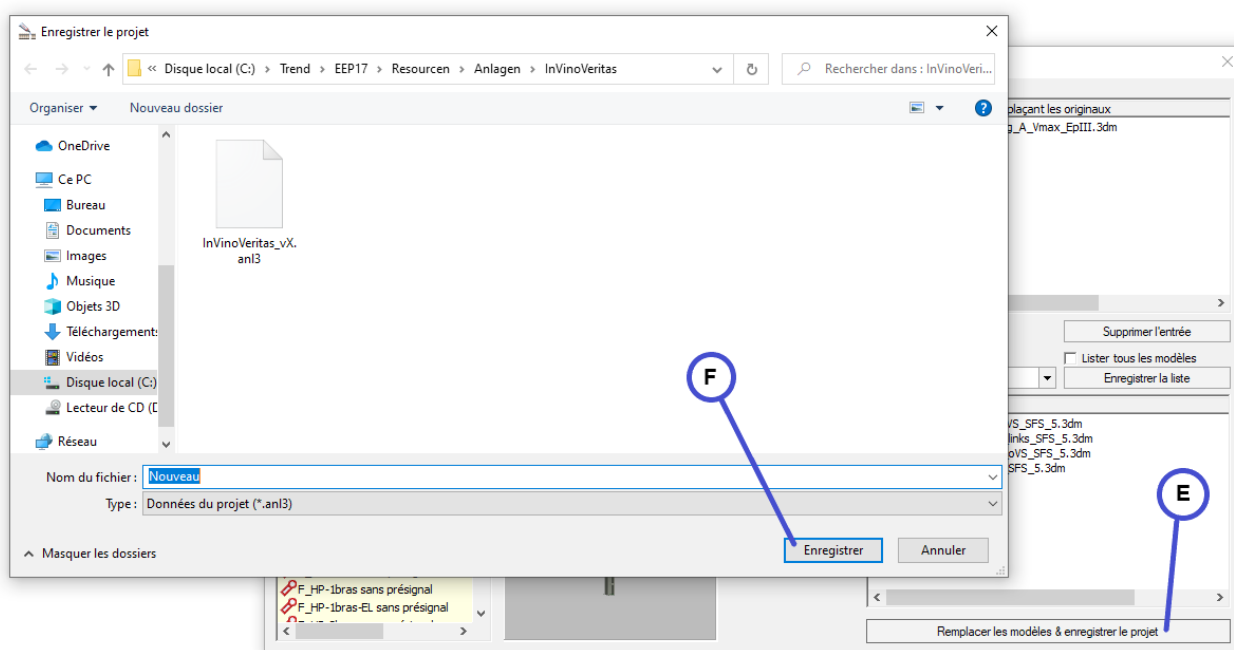 Enregistrer le projet
« Disque local (C:) > Trend > EEP17 > Resourcen > Anlagen > InVinoVeritas
Rechercher dans : InVinoVeri...
Organiser
Nouveau dossier
OneDrive
Ce PC
Bureau
Documents
Images
Musique
Objets 3D
Téléchargement
Vidéos
Disque local (C:)
Lecteur de CD (
Réseau
InVinoVeritas_vX.
anl3
Nom du fichier : Nouveau
Type : Données du projet (*.anl3)
Masquer les dossiers
Enregistrer
Annuler
F
plaçant les originaux
g_A_Vmax_EpIII.3dm
Supprimer l'entrée
Lister tous les modèles
Enregistrer la liste
VS_SFS_5.3dm
links_SFS_5.3dm
oVS_SFS_5.3dm
SFS_5.3dm
E
F_HP-1bras sans présignal
F_HP-1bras-EL sans présignal
Remplacer les modèles & enregistrer le projet